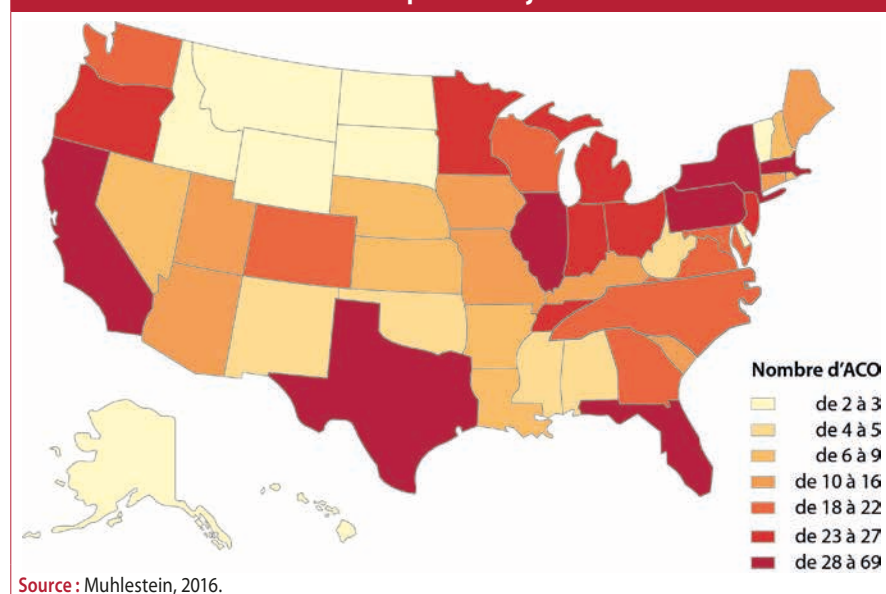 Nombre d'ACO
de 2 à 3
de 4 à 5
de 6 à 9
de 10 à 16
de 18 à 22
de 23 à 27
de 28 à 69
Source : Muhlestein, 2016.